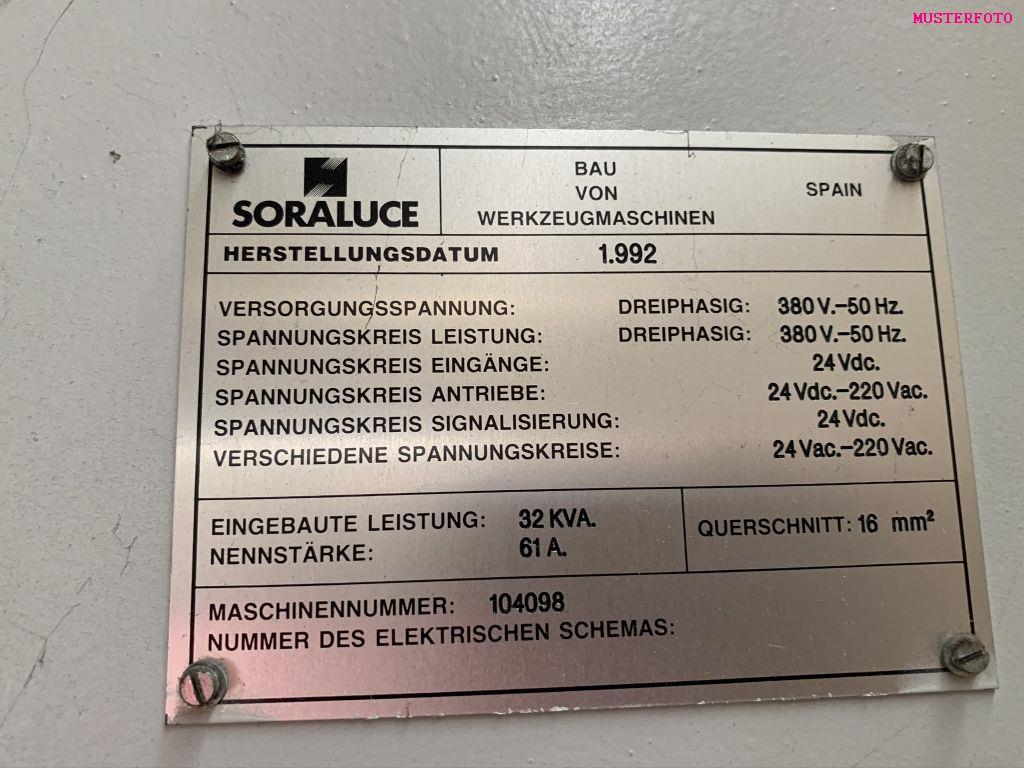 MUSTERFOTO
SORALUCE
BAU
VON
WERKZEUGMASCHINEN
SPAIN
HERSTELLUNGSDATUM 1.992
VERSORGUNGSSPANNUNG: DREIPHASIG: 380 V.-50 Hz.
SPANNUNGSKREIS LEISTUNG: DREIPHASIG: 380 V.-50 Hz.
SPANNUNGSKREIS EINGÄNGE: 24 Vdc.
SPANNUNGSKREIS ANTRIEBE: 24 Vdc.-220 Vac.
SPANNUNGSKREIS SIGNALISIERUNG: 24 Vdc.
VERSCHIEDENE SPANNUNGSKREISE: 24 Vac.-220 Vac.
EINGEBAUTE LEISTUNG: 32 KVA.
NENNSTÄRKE: 61 A.
QUERSCHNITT: 16 mm²
MASCHINENNUMMER: 104098
NUMMER DES ELEKTRISCHEN SCHEMAS: